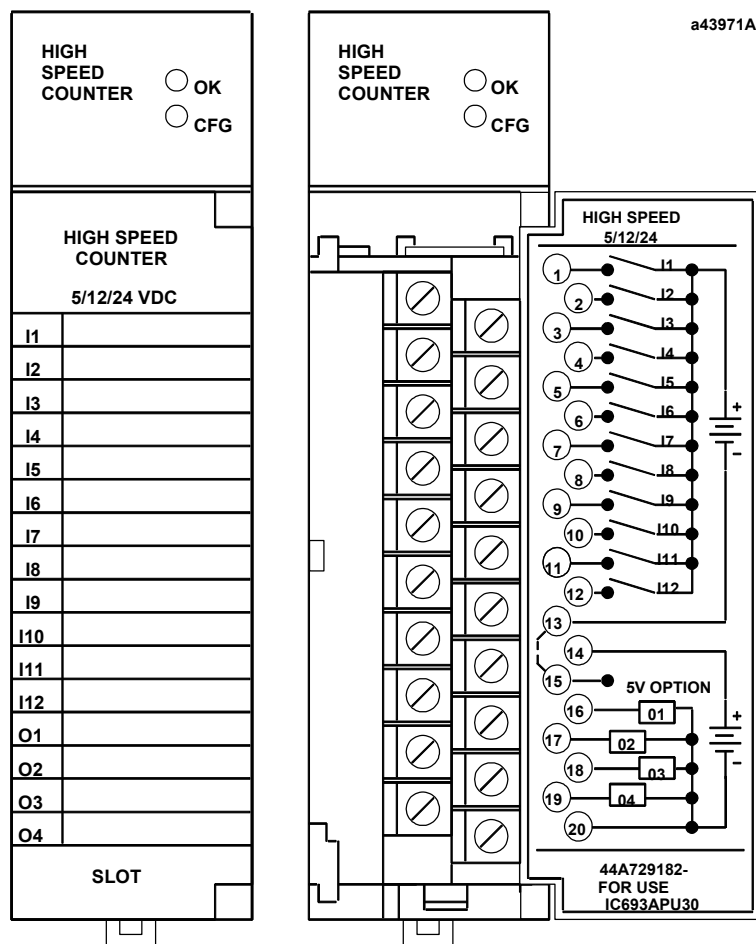 a43971A
HIGH
SPEED
COUNTER
OK
CFG
HIGH SPEED
COUNTER
5/12/24 VDC
I1
I2
I3
I4
I5
I6
I7
I8
I9
I10
I11
I12
O1
O2
O3
O4
SLOT
HIGH
SPEED
COUNTER
OK
CFG
HIGH SPEED
5/12/24
1 I1
2 I2
3 I3
4 I4
5 I5
6 I6
7 I7
8 I8
9 I9
10 I10
11 I11
12 I12
+
–
13
14
15
5V OPTION
16 01
17 02
18 03
19 04
20
+
–
44A729182-
FOR USE
IC693APU30